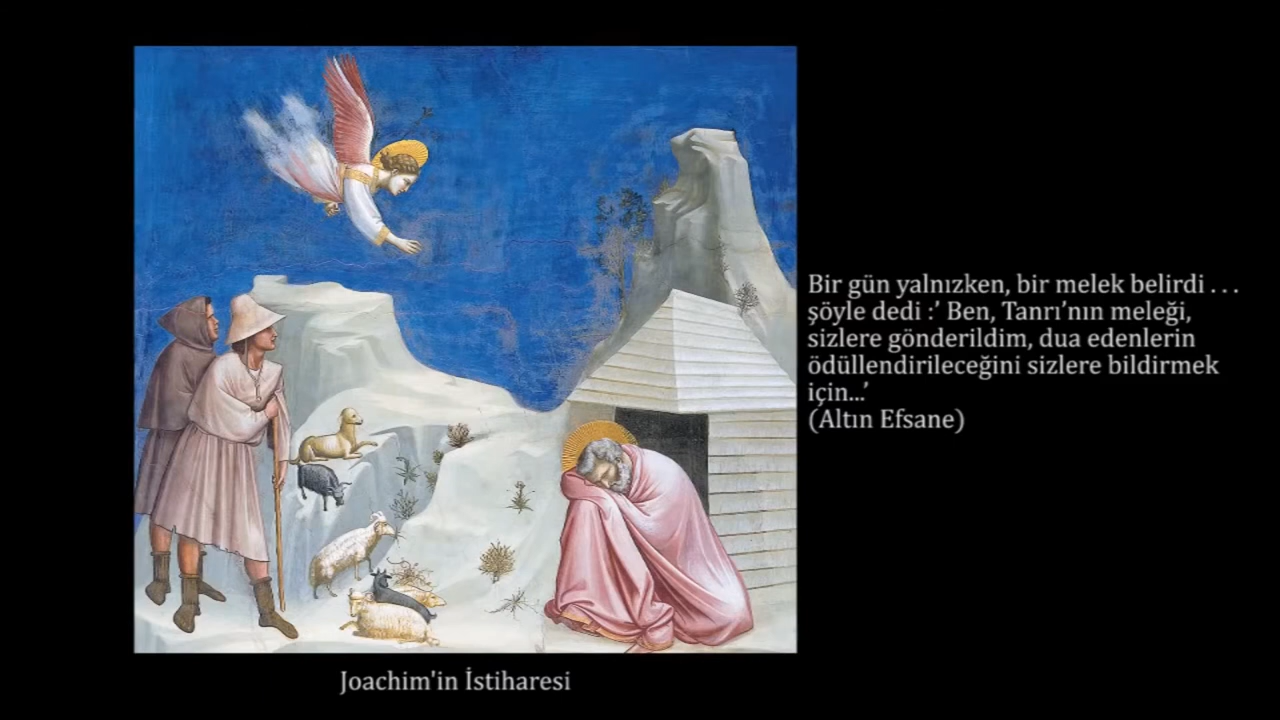 Bir gün yalnızken, bir melek belirdi . . .
şöyle dedi :’ Ben, Tanrı’nın meleği,
sizlere gönderildim, dua edenlerin
ödüllendirileceğini sizlere bildirmek
için...’
(Altın Efsane)
Joachim'in İstiharesi